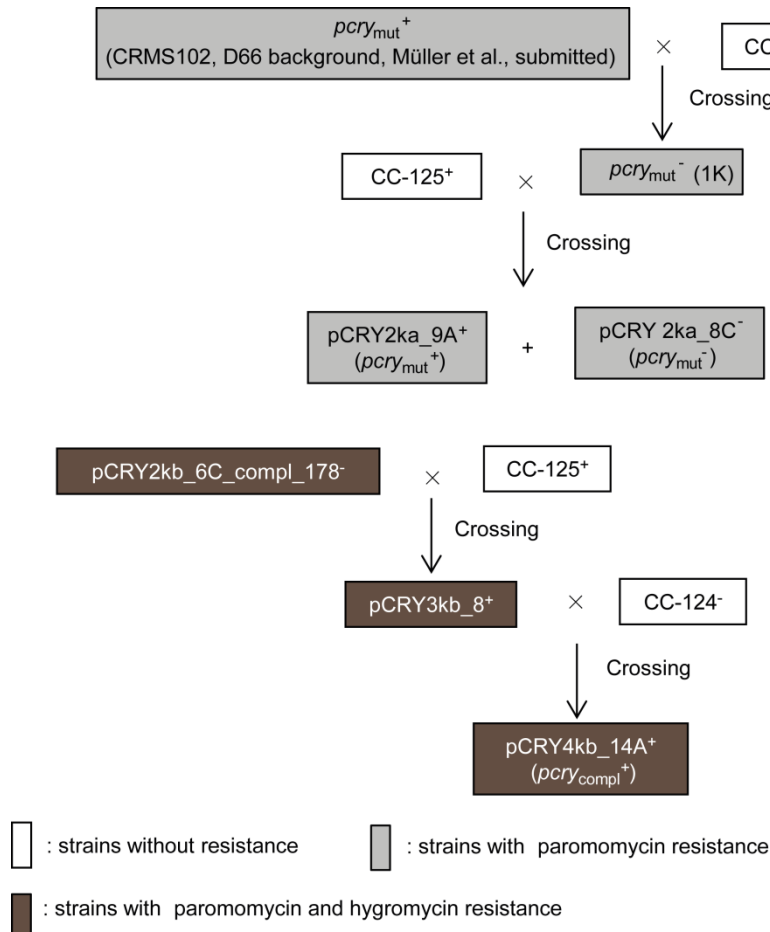 pcrymut+
(CRMS102, D66 background, Müller et al., submitted)
×
CC
Crossing
CC-125+
×
pcrymut- (1K)
Crossing
pCRY2ka_9A+
(pcrymut+)
+
pCRY 2ka_8C-
(pcrymut-)
pCRY2kb_6C_compl_178-
×
CC-125+
Crossing
pCRY3kb_8+
×
CC-124-
Crossing
pCRY4kb_14A+
(pcrycompl+)
: strains without resistance
: strains with paromomycin resistance
: strains with paromomycin and hygromycin resistance